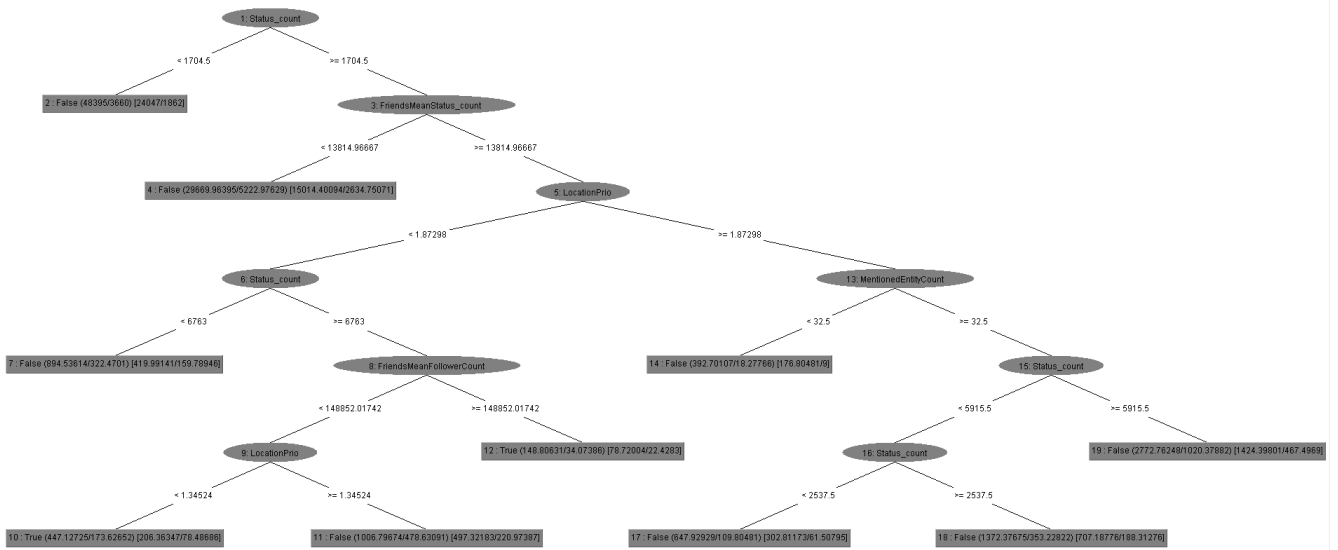 1: Status_count
< 1704.5
>= 1704.5
2 : False (48395/3660) [24047/1862]
3: FriendsMeanStatus_count
< 13814.96667
>= 13814.96667
4 : False (29669.96395/5222.97629) [15014.40094/2634.75071]
5: LocationPrio
< 1.87298
>= 1.87298
6: Status_count
13: MentionedEntityCount
< 6763
>= 6763
< 32.5
>= 32.5
7 : False (894.53614/322.4701) [419.99141/159.78946]
8: FriendsMeanFollowerCount
14 : False (392.70107/18.27766) [176.80481/9]
15: Status_count
< 148852.01742
>= 148852.01742
< 5915.5
>= 5915.5
9: LocationPrio
12 : True (148.80631/34.07386) [78.72004/22.4283]
16: Status_count
19 : False (2772.76248/1020.37882) [1424.39801/467.4969]
< 1.34524
>= 1.34524
< 2537.5
>= 2537.5
10 : True (447.12725/173.62652) [206.36347/78.48686]
11 : False (1006.79674/478.63091) [497.32183/220.97387]
17 : False (647.92929/109.80481) [302.81173/61.50795]
18 : False (1372.37675/353.22822) [707.18776/188.31276]